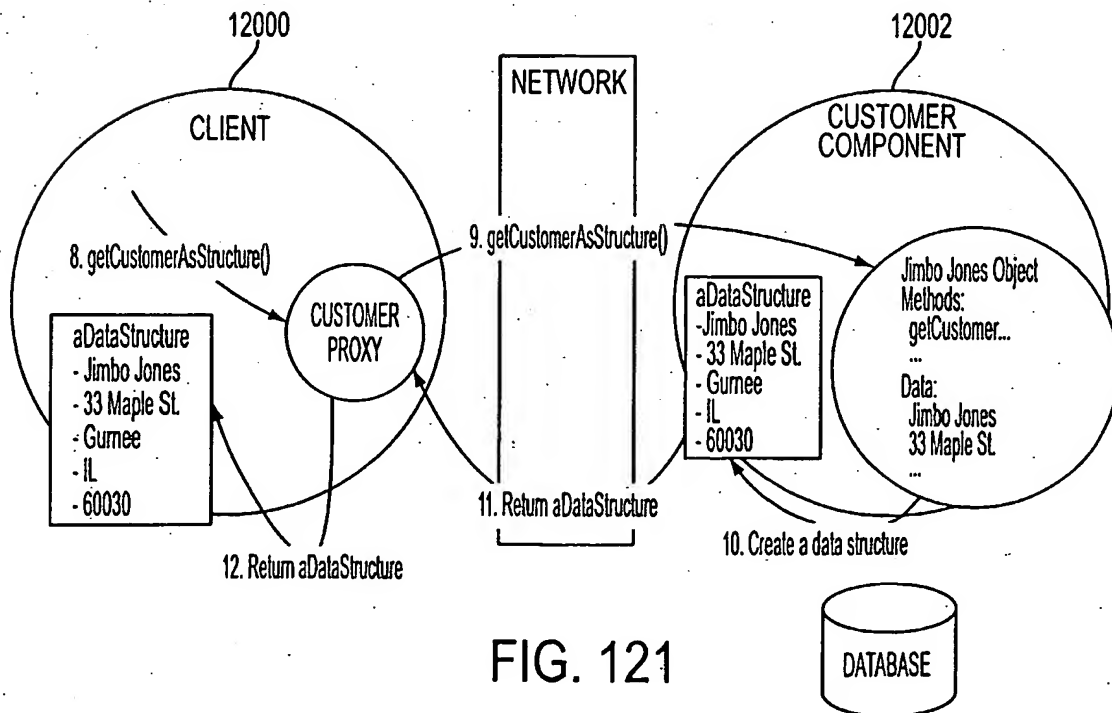 12000
12002
NETWORK
CLIENT
CUSTOMER
COMPONENT
8. getCustomerAsStructure()
9. getCustomerAsStructure()
CUSTOMER
PROXY
aDataStructure
- Jimbo Jones
- 33 Maple St.
- Gurnee
- IL
- 60030
aDataStructure
-Jimbo Jones
- 33 Maple St.
- Gurnee
- IL
- 60030
Jimbo Jones Object
Methods:
getCustomer...
...
Data:
Jimbo Jones
33 Maple St.
...
11. Return aDataStructure
10. Create a data structure
12. Return aDataStructure
FIG. 121
DATABASE